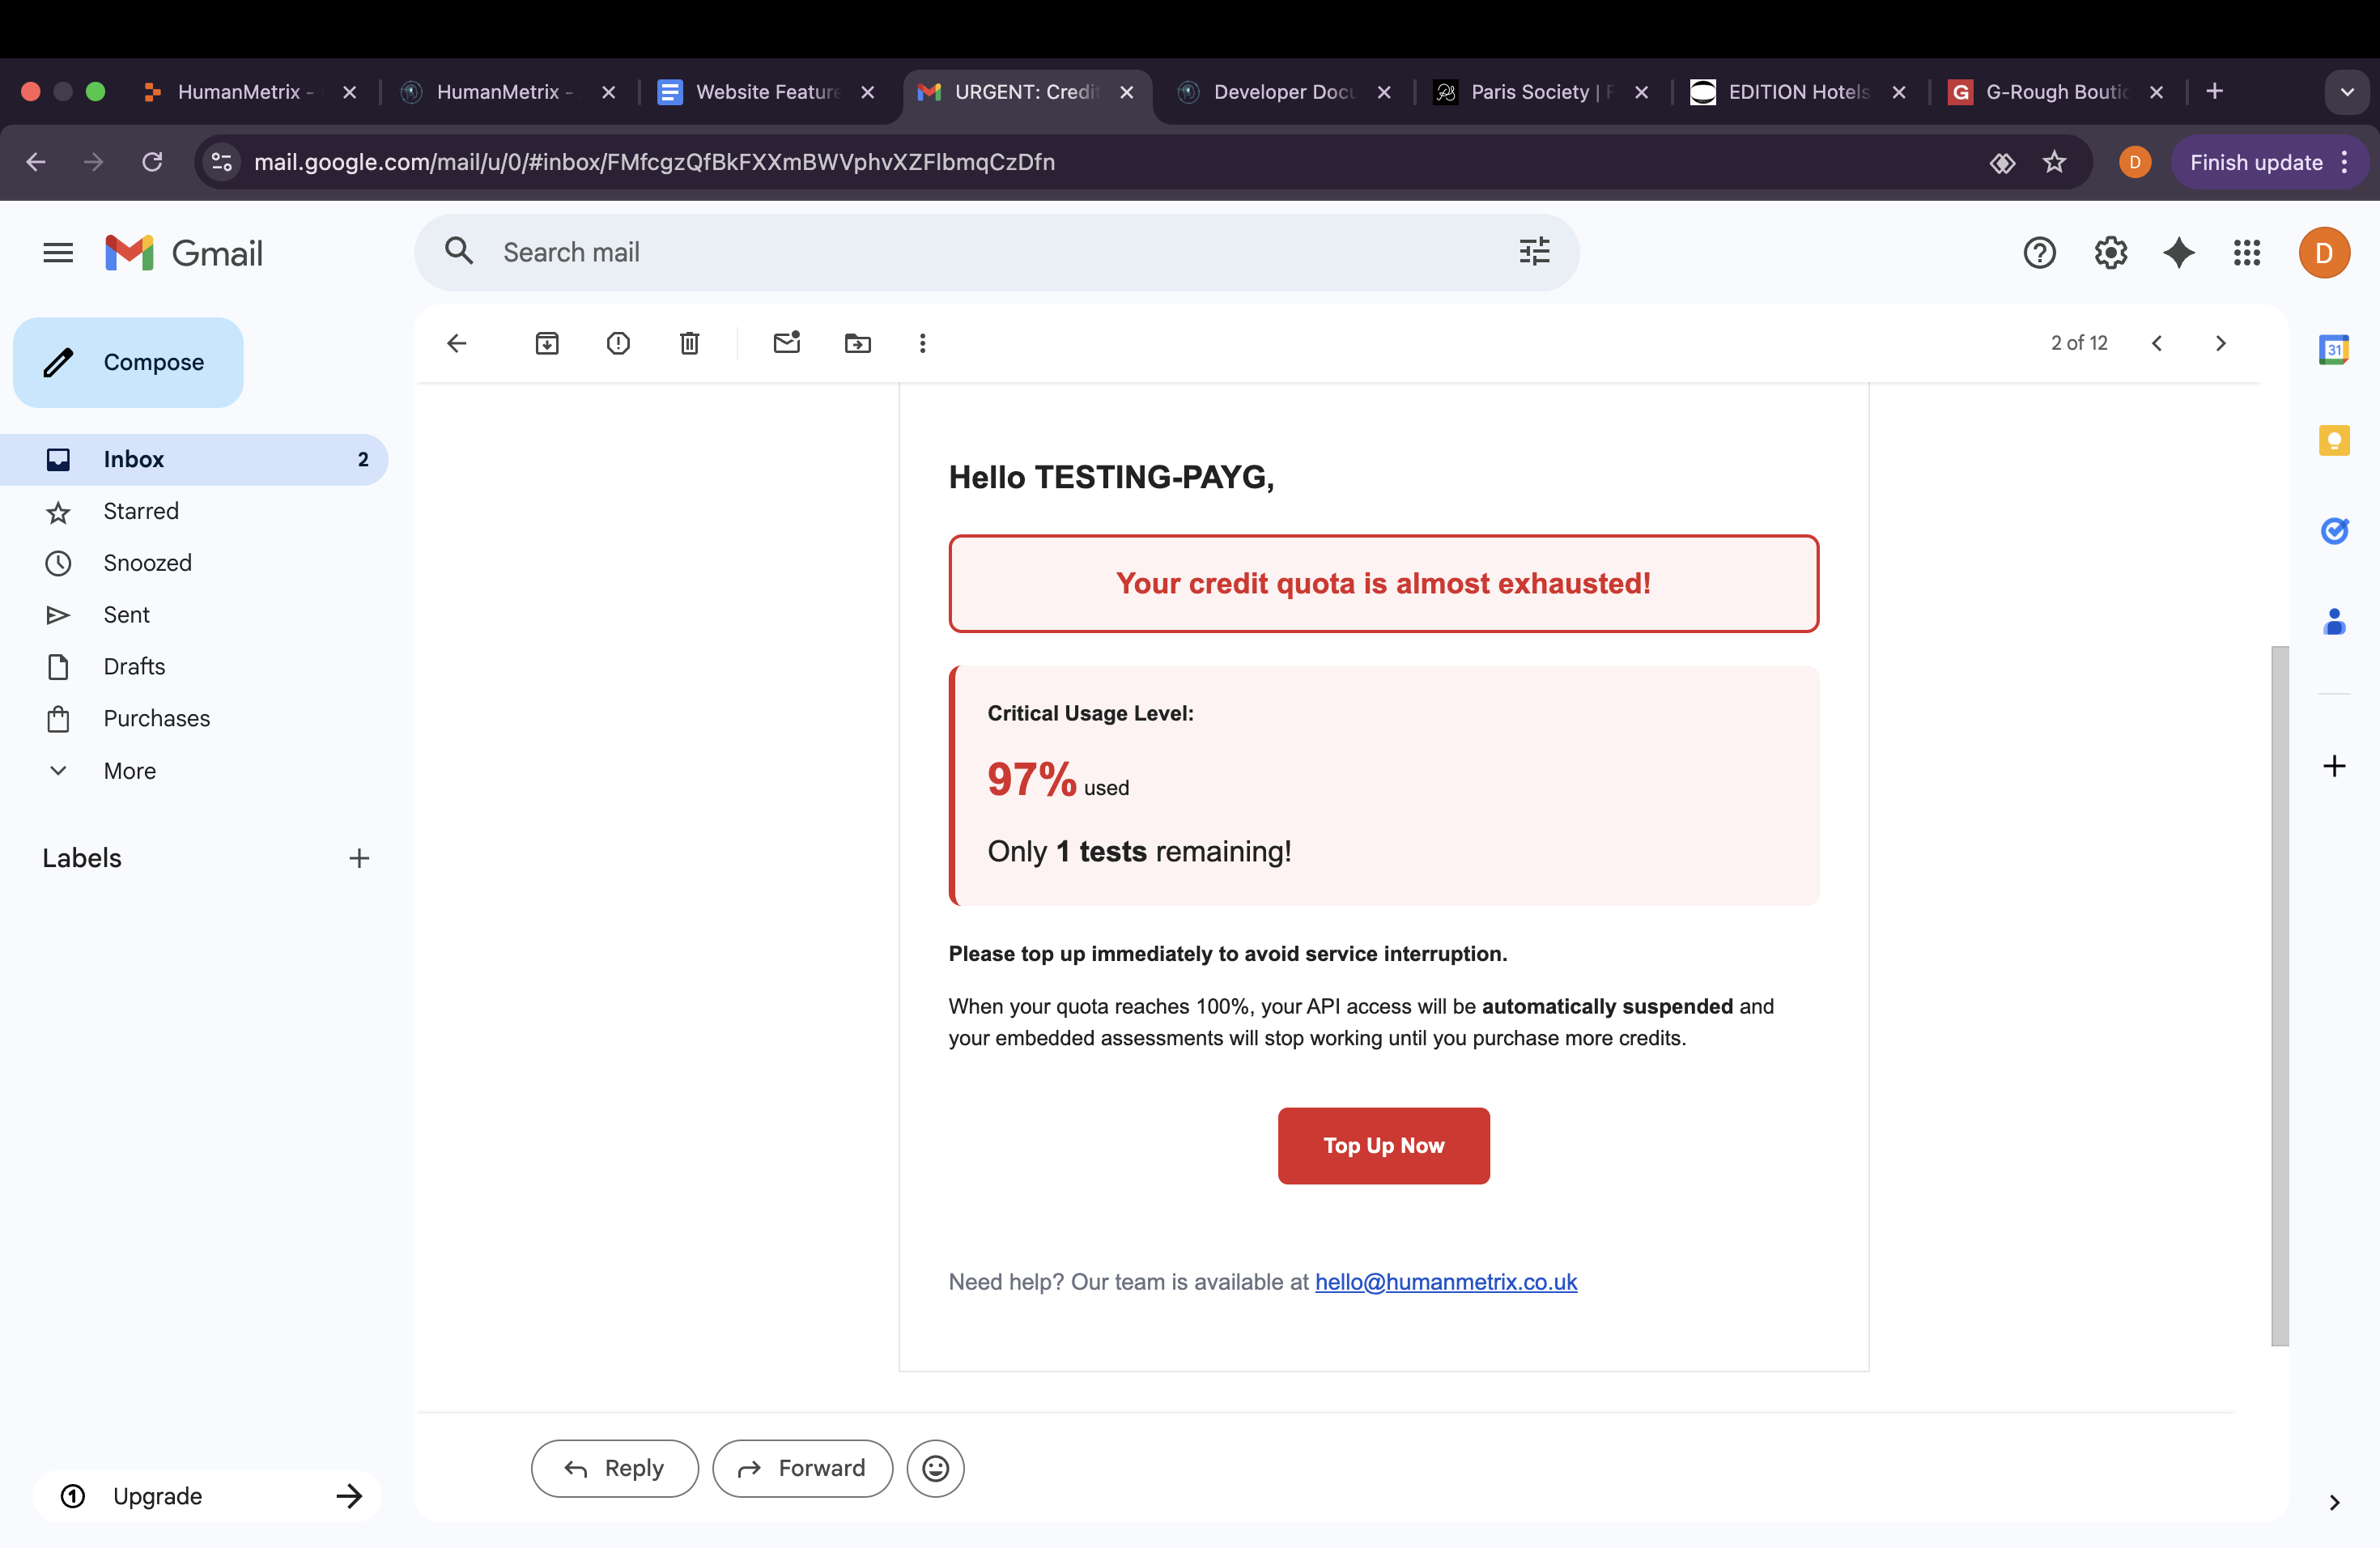 HumanMetrix -
HumanMetrix -
Website Feature
URGENT: Credi
Developer Docu
Paris Society |
EDITION Hotels
G-Rough Boutic
mail.google.com/mail/u/0/#inbox/FMfcgzQfBkFXXmBWVphvXZFlbmqCzDfn
D
Finish update
Gmail
Search mail
D
Compose
2 of 12
31
Inbox 2
Starred
Snoozed
Sent
Drafts
Purchases
More
Labels
Hello TESTING-PAYG,
Your credit quota is almost exhausted!
Critical Usage Level:
97% used
Only 1 tests remaining!
Please top up immediately to avoid service interruption.
When your quota reaches 100%, your API access will be automatically suspended and
your embedded assessments will stop working until you purchase more credits.
Top Up Now
Need help? Our team is available at hello@humanmetrix.co.uk
Reply
Forward
1 Upgrade